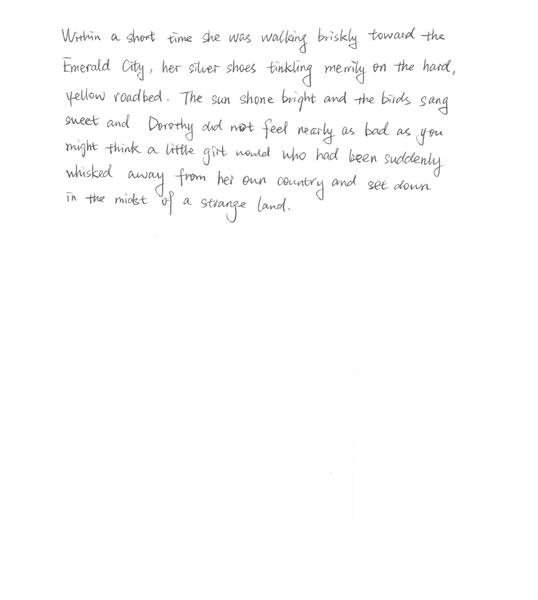 Within a short time she was walking briskly toward the
Emerald City, her silver shoes tinkling merrily on the hard,
yellow roadbed. The sun shone bright and the birds sang
sweet and Dorothy did not feel nearly as bad as you
might think a little girl would who had been suddenly
whisked away from her own country and set down
in the midst of a strange land.